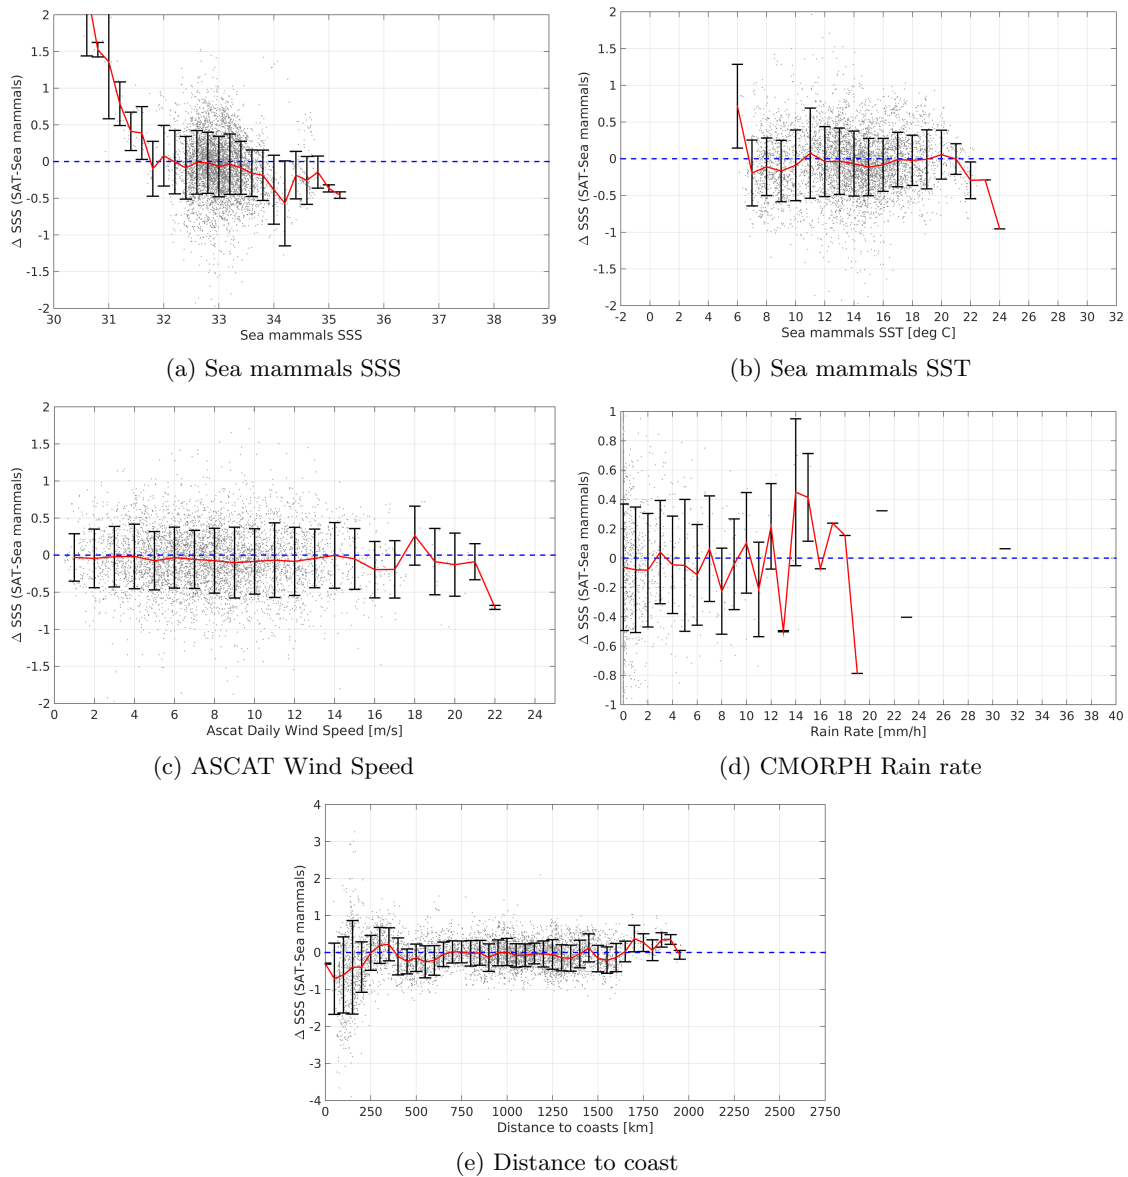 2
1.5
1
0.5
0
-0.5
-1
-1.5
-2
Δ SSS (SAT-Sea mammals)
30 31 32 33 34 35 36 37 38 39
Sea mammals SSS
(a) Sea mammals SSS
2
1.5
1
0.5
0
-0.5
-1
-1.5
-2
Δ SSS (SAT-Sea mammals)
-2 0 2 4 6 8 10 12 14 16 18 20 22 24 26 28 30 32
Sea mammals SST [deg C]
(b) Sea mammals SST
2
1.5
1
0.5
0
-0.5
-1
-1.5
-2
Δ SSS (SAT-Sea mammals)
0 2 4 6 8 10 12 14 16 18 20 22 24
Ascat Daily Wind Speed [m/s]
(c) ASCAT Wind Speed
1
0.8
0.6
0.4
0.2
0
-0.2
-0.4
-0.6
-0.8
-1
Δ SSS (SAT-Sea mammals)
0 2 4 6 8 10 12 14 16 18 20 22 24 26 28 30 32 34 36 38 40
Rain Rate [mm/h]
(d) CMORPH Rain rate
4
3
2
1
0
-1
-2
-3
-4
Δ SSS (SAT-Sea mammals)
0 250 500 750 1000 1250 1500 1750 2000 2250 2500 2750
Distance to coasts [km]
(e) Distance to coast